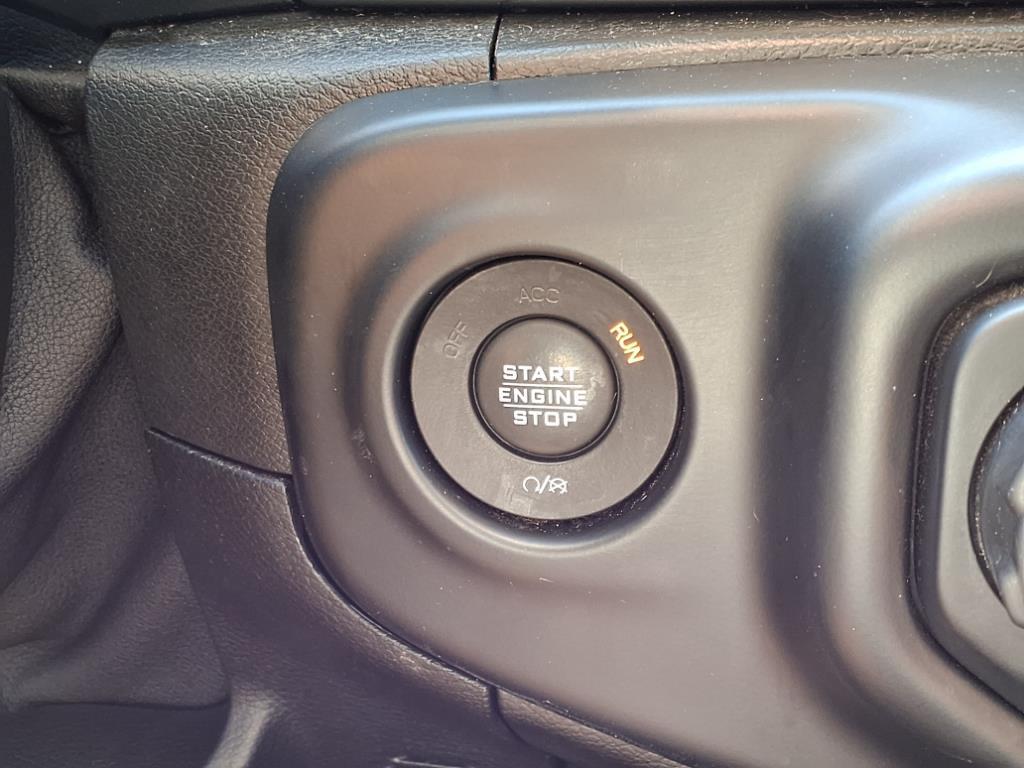 ACC
OFF
RUN
START
ENGINE
STOP